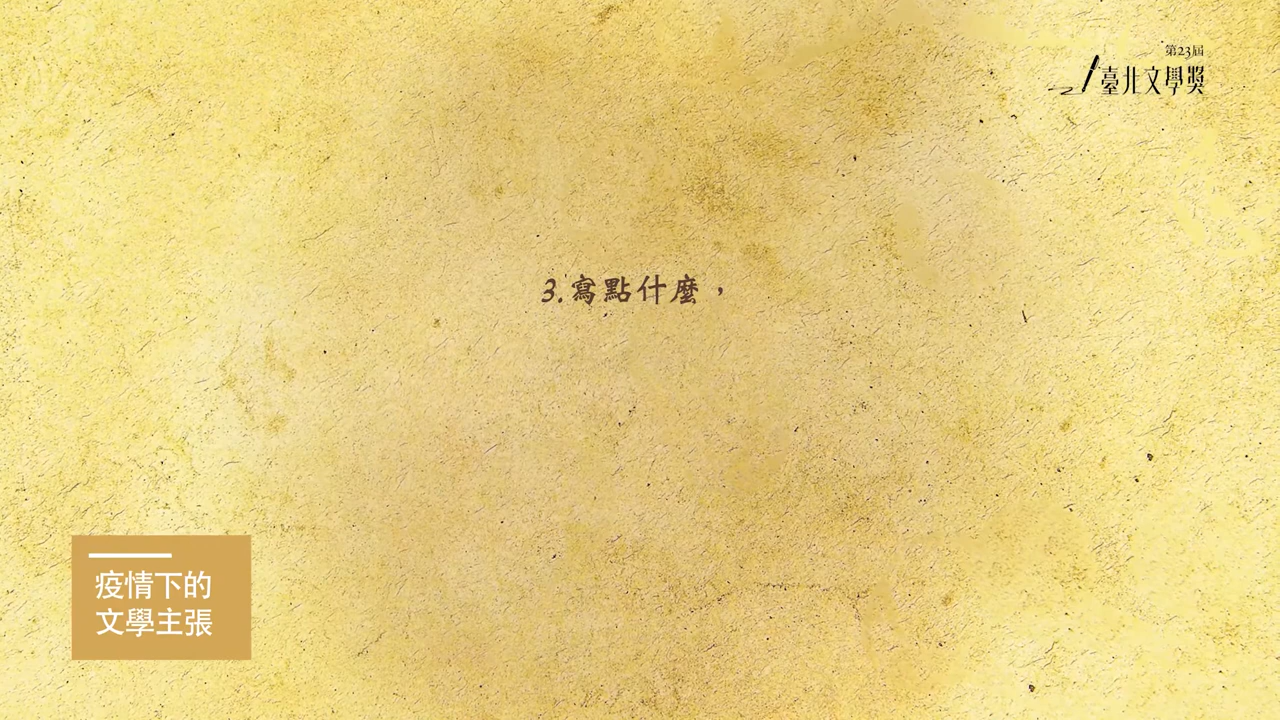 第23屆
臺北文學獎
3.寫點什麼，
疫情下的
文學主張